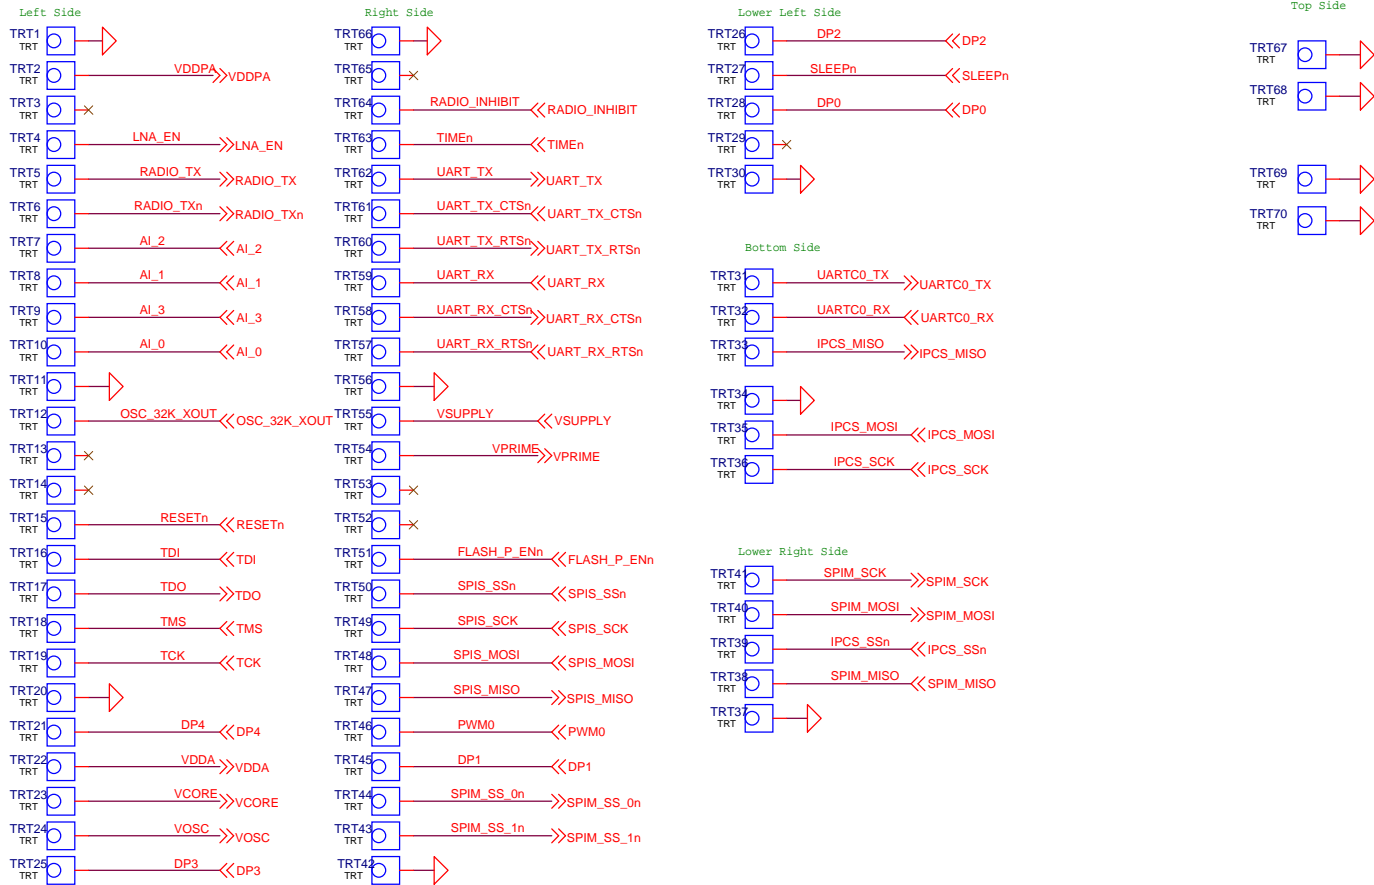 Left Side
TRT1
TRT
TRT2
TRT
VDDPA
VDDPA
TRT3
TRT
TRT4
TRT
LNA_EN
LNA_EN
TRT5
TRT
RADIO_TX
RADIO_TX
TRT6
TRT
RADIO_TXn
RADIO_TXn
TRT7
TRT
AI_2
AI_2
TRT8
TRT
AI_1
AI_1
TRT9
TRT
AI_3
AI_3
TRT10
TRT
AI_0
AI_0
TRT11
TRT
TRT12
TRT
OSC_32K_XOUT
OSC_32K_XOUT
TRT13
TRT
TRT14
TRT
TRT15
TRT
RESETn
RESETn
TRT16
TRT
TDI
TDI
TRT17
TRT
TDO
TDO
TRT18
TRT
TMS
TMS
TRT19
TRT
TCK
TCK
TRT20
TRT
TRT21
TRT
DP4
DP4
TRT22
TRT
VDDA
VDDA
TRT23
TRT
VCORE
VCORE
TRT24
TRT
VOSC
VOSC
TRT25
TRT
DP3
DP3
Right Side
TRT66
TRT
TRT65
TRT
TRT64
TRT
RADIO_INHIBIT
RADIO_INHIBIT
TRT63
TRT
TIMEn
TIMEn
TRT62
TRT
UART_TX
UART_TX
TRT61
TRT
UART_TX_CTSn
UART_TX_CTSn
TRT60
TRT
UART_TX_RTSn
UART_TX_RTSn
TRT59
TRT
UART_RX
UART_RX
TRT58
TRT
UART_RX_CTSn
UART_RX_CTSn
TRT57
TRT
UART_RX_RTSn
UART_RX_RTSn
TRT56
TRT
TRT55
TRT
VSUPPLY
VSUPPLY
TRT54
TRT
VPRIME
VPRIME
TRT53
TRT
TRT52
TRT
TRT51
TRT
FLASH_P_ENn
FLASH_P_ENn
TRT50
TRT
SPIS_SSn
SPIS_SSn
TRT49
TRT
SPIS_SCK
SPIS_SCK
TRT48
TRT
SPIS_MOSI
SPIS_MOSI
TRT47
TRT
SPIS_MISO
SPIS_MISO
TRT46
TRT
PWM0
PWM0
TRT45
TRT
DP1
DP1
TRT44
TRT
SPIM_SS_0n
SPIM_SS_0n
TRT43
TRT
SPIM_SS_1n
SPIM_SS_1n
TRT42
TRT
Lower Left Side
TRT26
TRT
DP2
DP2
TRT27
TRT
SLEEPn
SLEEPn
TRT28
TRT
DP0
DP0
TRT29
TRT
TRT30
TRT
Bottom Side
TRT31
TRT
UARTC0_TX
UARTC0_TX
TRT32
TRT
UARTC0_RX
UARTC0_RX
TRT33
TRT
IPCS_MISO
IPCS_MISO
TRT34
TRT
TRT35
TRT
IPCS_MOSI
IPCS_MOSI
TRT36
TRT
IPCS_SCK
IPCS_SCK
Lower Right Side
TRT41
TRT
SPIM_SCK
SPIM_SCK
TRT40
TRT
SPIM_MOSI
SPIM_MOSI
TRT39
TRT
IPCS_SSn
IPCS_SSn
TRT38
TRT
SPIM_MISO
SPIM_MISO
TRT37
TRT
Top Side
TRT67
TRT
TRT68
TRT
TRT69
TRT
TRT70
TRT